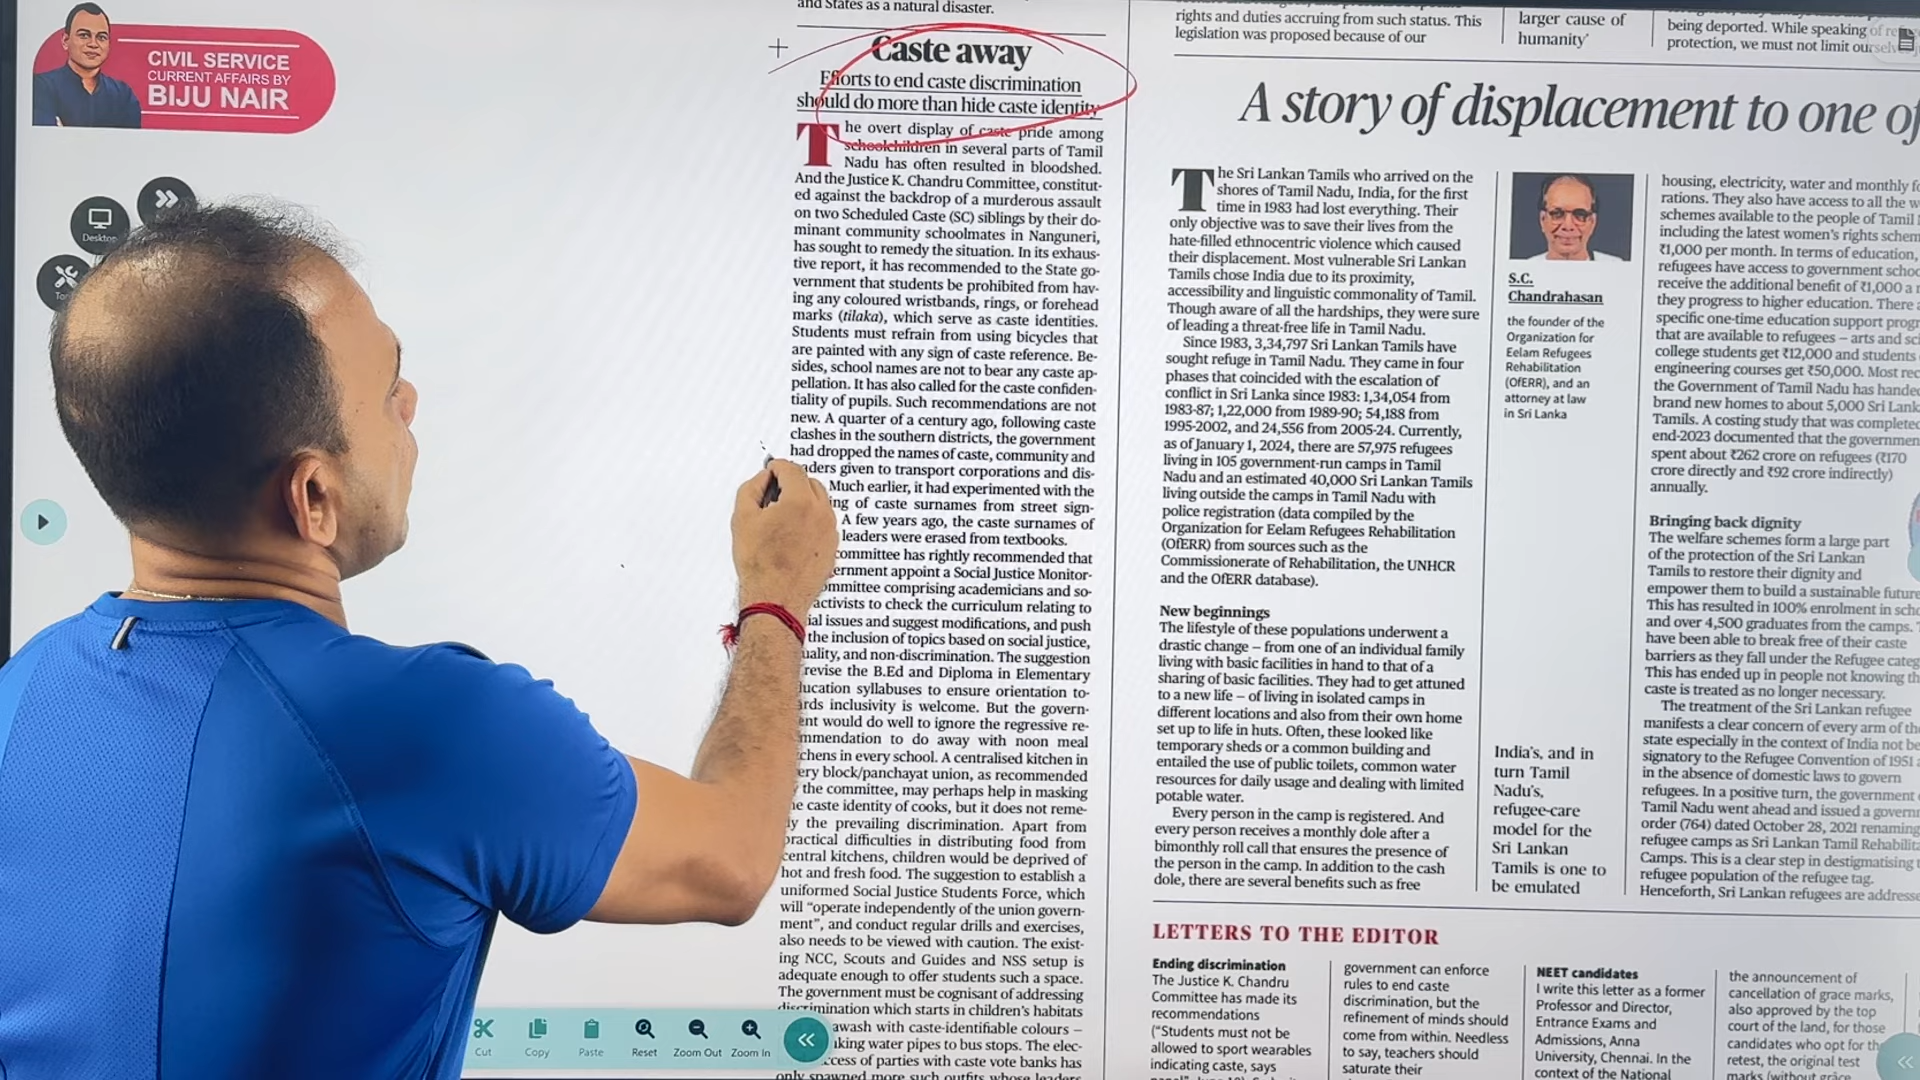 CIVIL SERVICE
CURRENT AFFAIRS BY
BIJU NAIR
Desktop
and States as a natural disaster.
Caste away
Efforts to end caste discrimination
should do more than hide caste identity
The overt display of caste pride among
schoolchildren in several parts of Tamil
Nadu has often resulted in bloodshed.
And the Justice K. Chandru Committee, constitut-
ed against the backdrop of a murderous assault
on two Scheduled Caste (SC) siblings by their do-
minant community schoolmates in Nanguneri,
has sought to remedy the situation. In its exhaus-
tive report, it has recommended to the State go-
vernment that students be prohibited from hav-
ing any coloured wristbands, rings, or forehead
marks (tilaka), which serve as caste identities.
Students must refrain from using bicycles that
are painted with any sign of caste reference. Be-
sides, school names are not to bear any caste ap-
pellation. It has also called for the caste confiden-
tiality of pupils. Such recommendations are not
new. A quarter of a century ago, following caste
clashes in the southern districts, the government
had dropped the names of caste, community and
aders given to transport corporations and dis-
Much earlier, it had experimented with the
ing of caste surnames from street sign-
A few years ago, the caste surnames of
leaders were erased from textbooks.
ommittee has rightly recommended that
ernment appoint a Social Justice Monitor-
ommittee comprising academicians and so-
activists to check the curriculum relating to
ial issues and suggest modifications, and push
the inclusion of topics based on social justice,
uality, and non-discrimination. The suggestion
revise the B.Ed and Diploma in Elementary
ucation syllabuses to ensure orientation to-
ards inclusivity is welcome. But the govern-
ent would do well to ignore the regressive re-
mmendation to do away with noon meal
chens in every school. A centralised kitchen in
ery block/panchayat union, as recommended
the committee, may perhaps help in masking
he caste identity of cooks, but it does not reme-
dy the prevailing discrimination. Apart from
practical difficulties in distributing food from
central kitchens, children would be deprived of
hot and fresh food. The suggestion to establish a
uniformed Social Justice Students Force, which
will “operate independently of the union govern-
ment”, and conduct regular drills and exercises,
also needs to be viewed with caution. The exist-
ing NCC, Scouts and Guides and NSS setup is
adequate enough to offer students such a space.
The government must be cognisant of addressing
discrimination which starts in children’s habitats
awash with caste-identifiable colours –
king water pipes to bus stops. The elec-
cess of parties with caste vote banks has
only spawned more such outfits whose leaders
rights and duties accruing from such status. This
legislation was proposed because of our
larger cause of
humanity’
being deported. While speaking of
protection, we must not limit
A story of displacement to one of
The Sri Lankan Tamils who arrived on the
shores of Tamil Nadu, India, for the first
time in 1983 had lost everything. Their
only objective was to save their lives from the
hate-filled ethnocentric violence which caused
their displacement. Most vulnerable Sri Lankan
Tamils chose India due to its proximity,
accessibility and linguistic commonality of Tamil.
Though aware of all the hardships, they were sure
of leading a threat-free life in Tamil Nadu.
Since 1983, 3,34,797 Sri Lankan Tamils have
sought refuge in Tamil Nadu. They came in four
phases that coincided with the escalation of
conflict in Sri Lanka since 1983: 1,34,054 from
1983-87; 1,22,000 from 1989-90; 54,188 from
1995-2002, and 24,556 from 2005-24. Currently,
as of January 1, 2024, there are 57,975 refugees
living in 105 government-run camps in Tamil
Nadu and an estimated 40,000 Sri Lankan Tamils
living outside the camps in Tamil Nadu with
police registration (data compiled by the
Organization for Eelam Refugees Rehabilitation
(OfERR) from sources such as the
Commissionerate of Rehabilitation, the UNHCR
and the OfERR database).
New beginnings
The lifestyle of these populations underwent a
drastic change – from one of an individual family
living with basic facilities in hand to that of a
sharing of basic facilities. They had to get attuned
to a new life – of living in isolated camps in
different locations and also from their own home
set up to life in huts. Often, these looked like
temporary sheds or a common building and
entailed the use of public toilets, common water
resources for daily usage and dealing with limited
potable water.
Every person in the camp is registered. And
every person receives a monthly dole after a
bimonthly roll call that ensures the presence of
the person in the camp. In addition to the cash
dole, there are several benefits such as free
S.C.
Chandrahasan
the founder of the
Organization for
Eelam Refugees
Rehabilitation
(OfERR), and an
attorney at law
in Sri Lanka
India’s, and in
turn Tamil
Nadu’s,
refugee-care
model for the
Sri Lankan
Tamils is one to
be emulated
housing, electricity, water and monthly
rations. They also have access to all the
schemes available to the people of Tamil
including the latest women’s rights
₹1,000 per month. In terms of education,
refugees have access to government
receive the additional benefit of ₹1,000 a
they progress to higher education. There
specific one-time education support
that are available to refugees – arts and
college students get ₹12,000 and students
engineering courses get ₹50,000. Most
the Government of Tamil Nadu has
brand new homes to about 5,000 Sri
Tamils. A costing study that was
end-2023 documented that the
spent about ₹262 crore on refugees (₹170
crore directly and ₹92 crore indirectly)
annually.
Bringing back dignity
The welfare schemes form a large part
of the protection of the Sri Lankan
Tamils to restore their dignity and
empower them to build a sustainable future
This has resulted in 100% enrolment in
and over 4,500 graduates from the camps.
have been able to break free of their caste
barriers as they fall under the Refugee
This has ended up in people not knowing
caste is treated as no longer necessary.
The treatment of the Sri Lankan refugee
manifests a clear concern of every arm of
state especially in the context of India not
signatory to the Refugee Convention of 1951
in the absence of domestic laws to govern
refugees. In a positive turn, the government
Tamil Nadu went ahead and issued a
order (764) dated October 28, 2021 renaming
refugee camps as Sri Lankan Tamil
Camps. This is a clear step in destigmatising
refugee population of the refugee tag.
Henceforth, Sri Lankan refugees are
LETTERS TO THE EDITOR
Ending discrimination
The Justice K. Chandru
Committee has made its
recommendations
(“Students must not be
allowed to sport wearables
indicating caste, says
government can enforce
rules to end caste
discrimination, but the
refinement of minds should
come from within. Needless
to say, teachers should
saturate their
NEET candidates
I write this letter as a former
Professor and Director,
Entrance Exams and
Admissions, Anna
University, Chennai. In the
context of the National
the announcement of
cancellation of grace marks,
also approved by the top
court of the land, for those
candidates who opt for the
retest, the original test
marks (without grace
Cut
Copy
Paste
Reset
Zoom Out
Zoom In